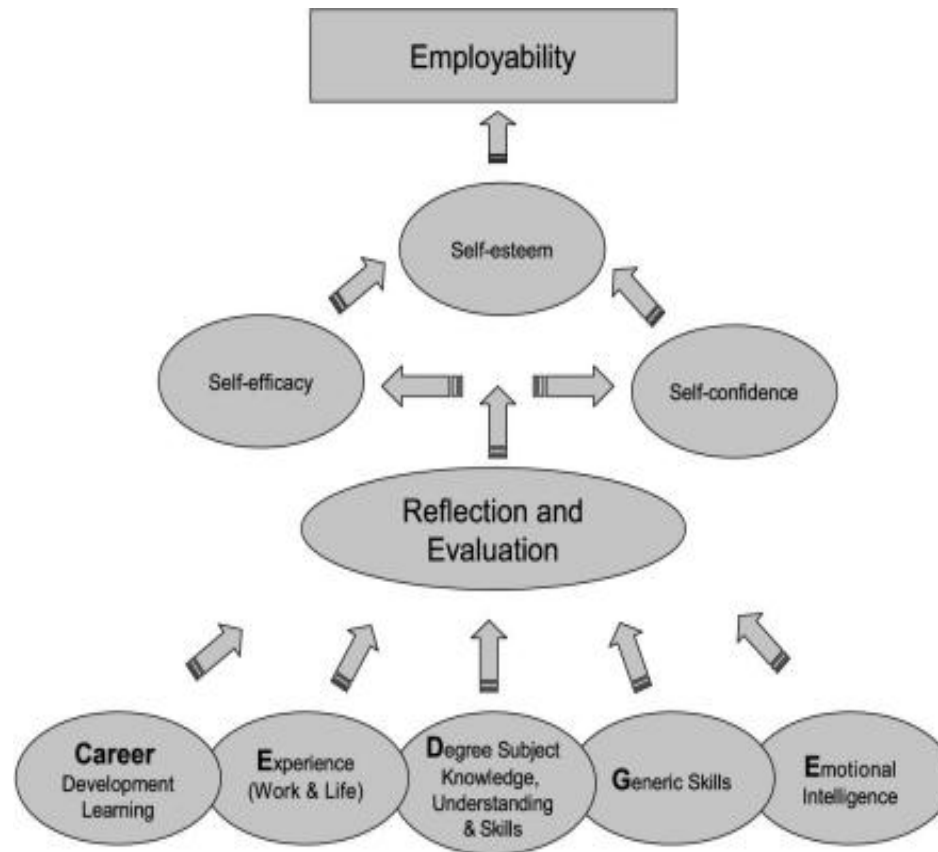 Employability
Self-esteem
Self-efficacy
Self-confidence
Reflection and
Evaluation
Career
Development
Learning
Experience
(Work & Life)
Degree Subject
Knowledge,
Understanding
& Skills
Generic Skills
Emotional
Intelligence